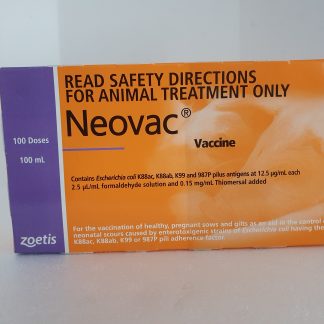 READ SAFETY DIRECTIONS
FOR ANIMAL TREATMENT ONLY
Neovac®
Vaccine
100 Doses
100 mL
Contains Escherichia coli K88ac, K88ab, K99 and 987P pilus antigens at 12.5 µg/mL each
2.5 µL/mL formaldehyde solution and 0.15 mg/mL Thiomersal added
For the vaccination of healthy, pregnant sows and gilts as an aid in the control
neonatal scours caused by enterotoxigenic strains of Escherichia coli having the
K88ac, K88ab, K99 or 987P pili adherence factor.
zoetis